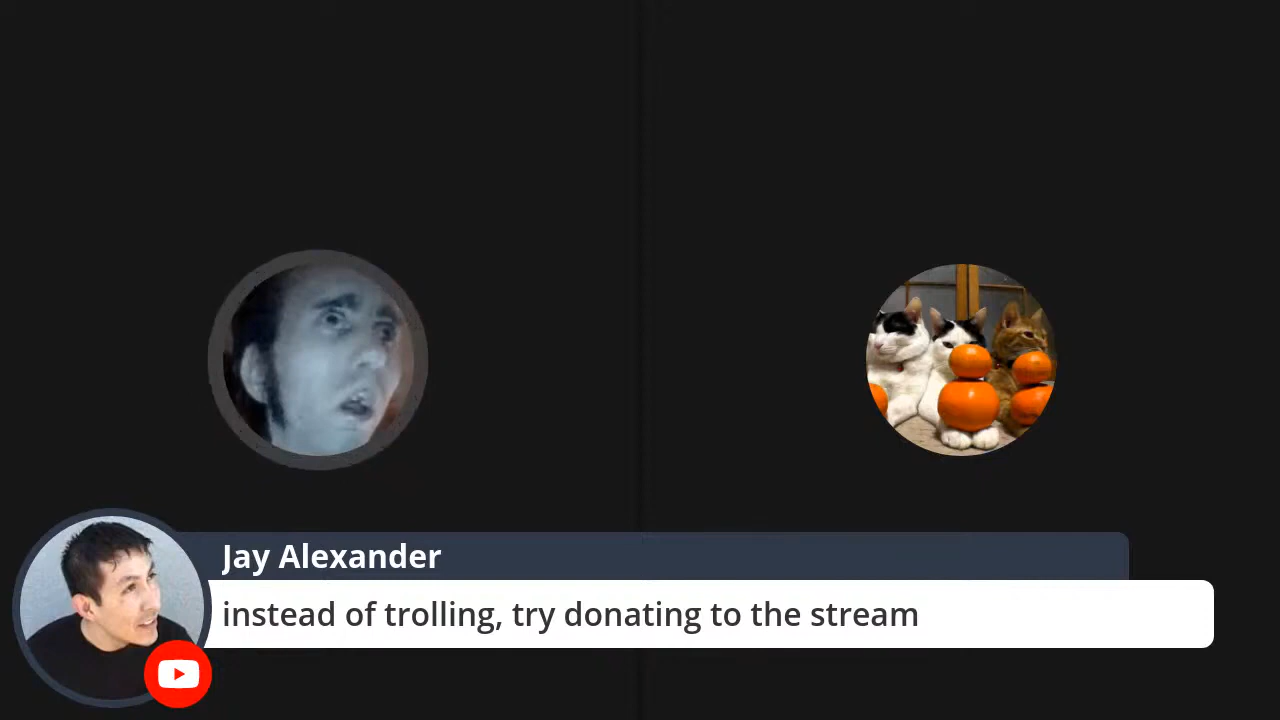 Jay Alexander
instead of trolling, try donating to the stream